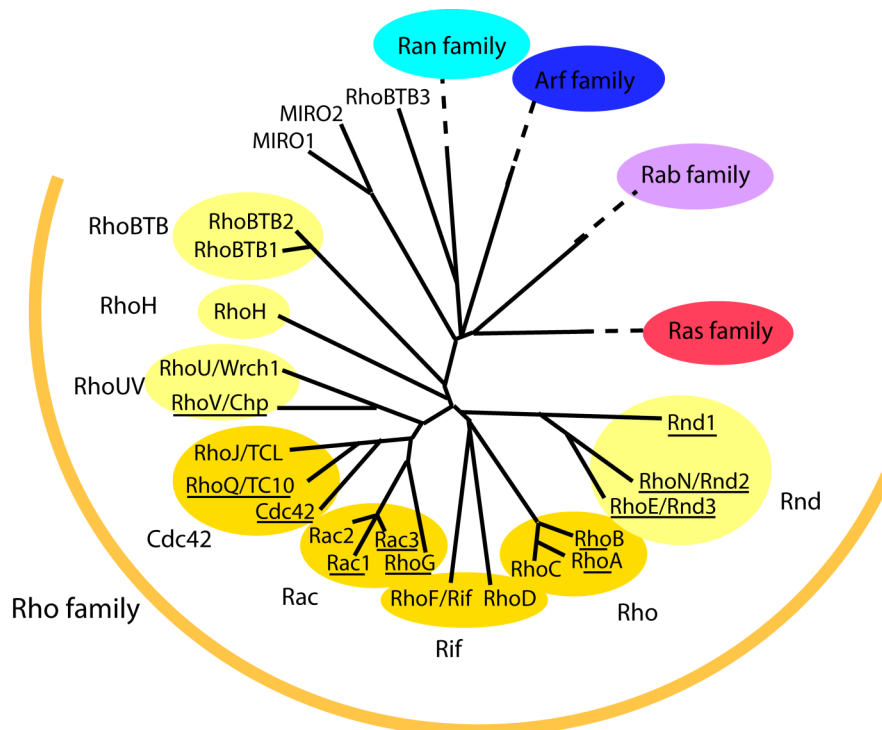 Ran family
Arf family
RhoBTB3
MIRO2
MIRO1
Rab family
RhoBTB
RhoBTB2
RhoBTB1
RhoH
RhoH
Ras family
RhoUV
RhoU/Wrch1
RhoV/Chp
Rnd1
RhoJ/TCL
RhoQ/TC10
Cdc42
Cdc42
RhoN/Rnd2
RhoE/Rnd3
Rnd
Rac2
Rac3
Rac1
RhoG
Rac
RhoB
RhoA
RhoC
Rho
RhoF/Rif
RhoD
Rif
Rho family